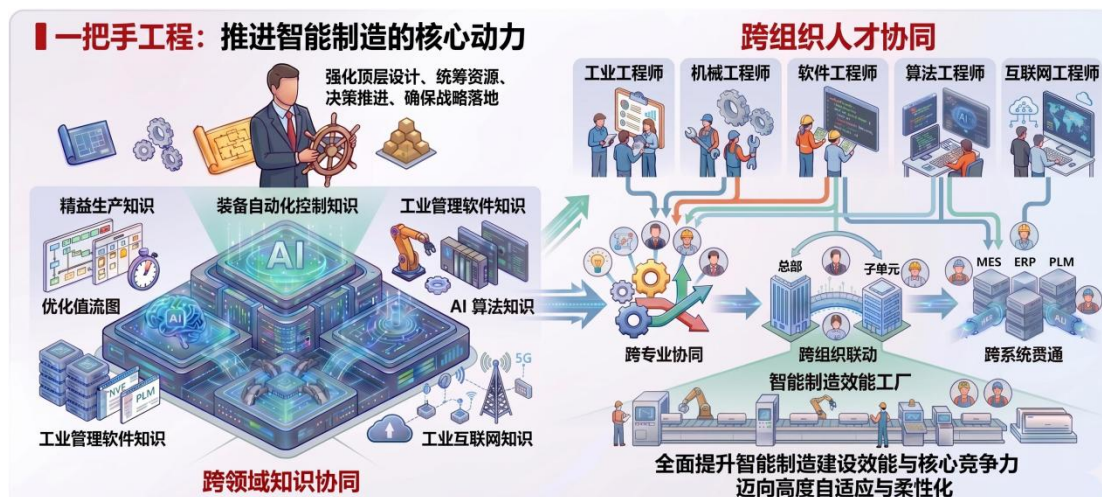 一把手工程：推进智能制造的核心动力
强化顶层设计、统筹资源、
决策推进、确保战略落地
精益生产知识
装备自动化控制知识
工业管理软件知识
AI
优化值流图
AI
AI 算法知识
PLM
5G
工业管理软件知识
工业互联网知识
跨领域知识协同
跨组织人才协同
工业工程师
机械工程师
软件工程师
算法工程师
互联网工程师
AI
总部
子单元
MES
ERP
PLM
跨专业协同
跨组织联动
跨系统贯通
智能制造效能工厂
全面提升智能制造建设效能与核心竞争力
迈向高度自适应与柔性化